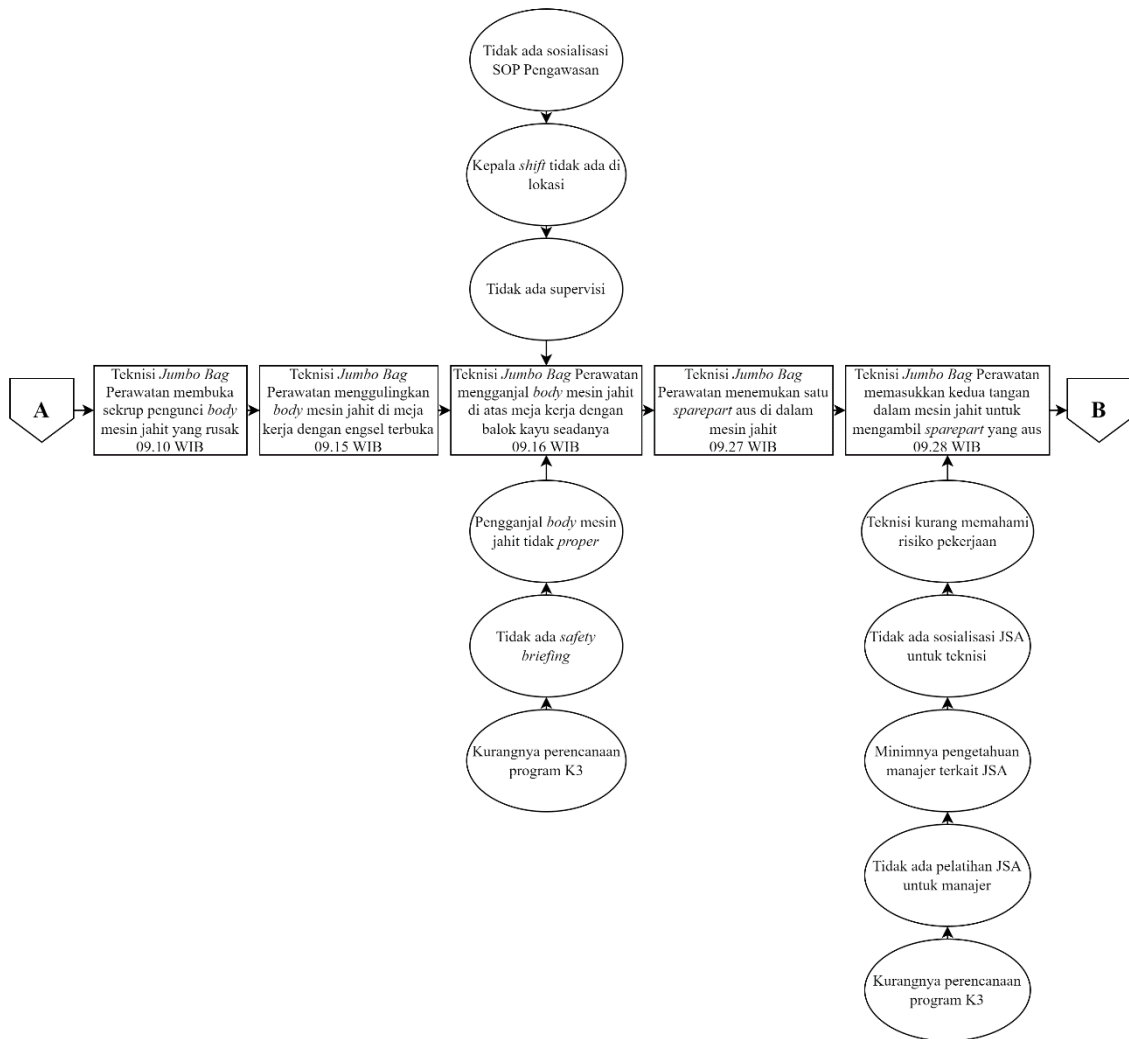 Tidak ada sosialisasi
SOP Pengawasan
Kepala shift tidak ada di
lokasi
Tidak ada supervisi
A
Teknisi Jumbo Bag
Perawatan membuka
sekrup pengunci body
mesin jahit yang rusak
09.10 WIB
Teknisi Jumbo Bag
Perawatan menggulingkan
body mesin jahit di meja
kerja dengan engsel terbuka
09.15 WIB
Teknisi Jumbo Bag Perawatan
mengganjal body mesin jahit
di atas meja kerja dengan
balok kayu seadanya
09.16 WIB
Teknisi Jumbo Bag
Perawatan menemukan satu
sparepart aus di dalam
mesin jahit
09.27 WIB
Teknisi Jumbo Bag Perawatan
memasukkan kedua tangan
dalam mesin jahit untuk
mengambil sparepart yang aus
09.28 WIB
B
Pengganjal body mesin
jahit tidak proper
Tidak ada safety
briefing
Kurangnya perencanaan
program K3
Teknisi kurang memahami
risiko pekerjaan
Tidak ada sosialisasi JSA
untuk teknisi
Minimnya pengetahuan
manajer terkait JSA
Tidak ada pelatihan JSA
untuk manajer
Kurangnya perencanaan
program K3